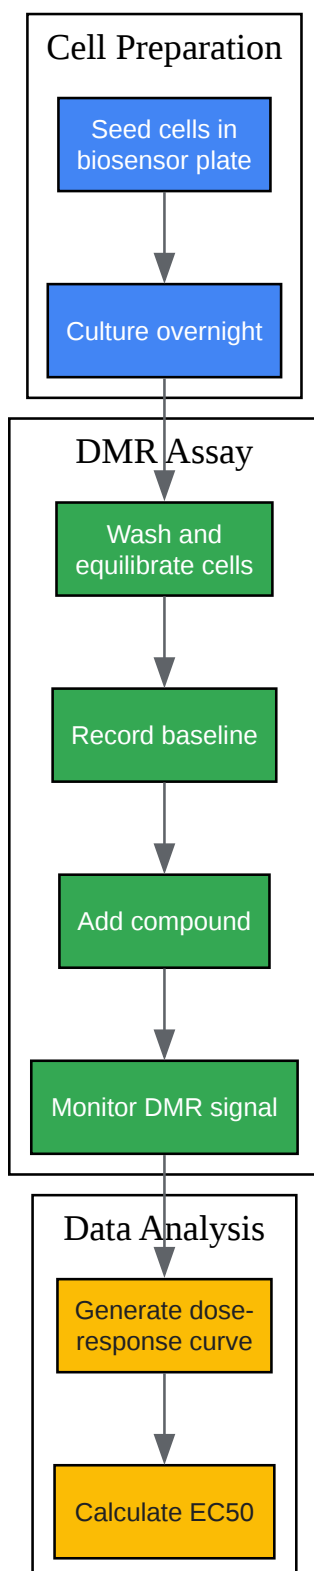 Cell Preparation
Seed cells in
biosensor plate
Culture overnight
DMR Assay
Wash and
equilibrate cells
Record baseline
Add compound
Monitor DMR signal
Data Analysis
Generate dose-
response curve
Calculate EC50